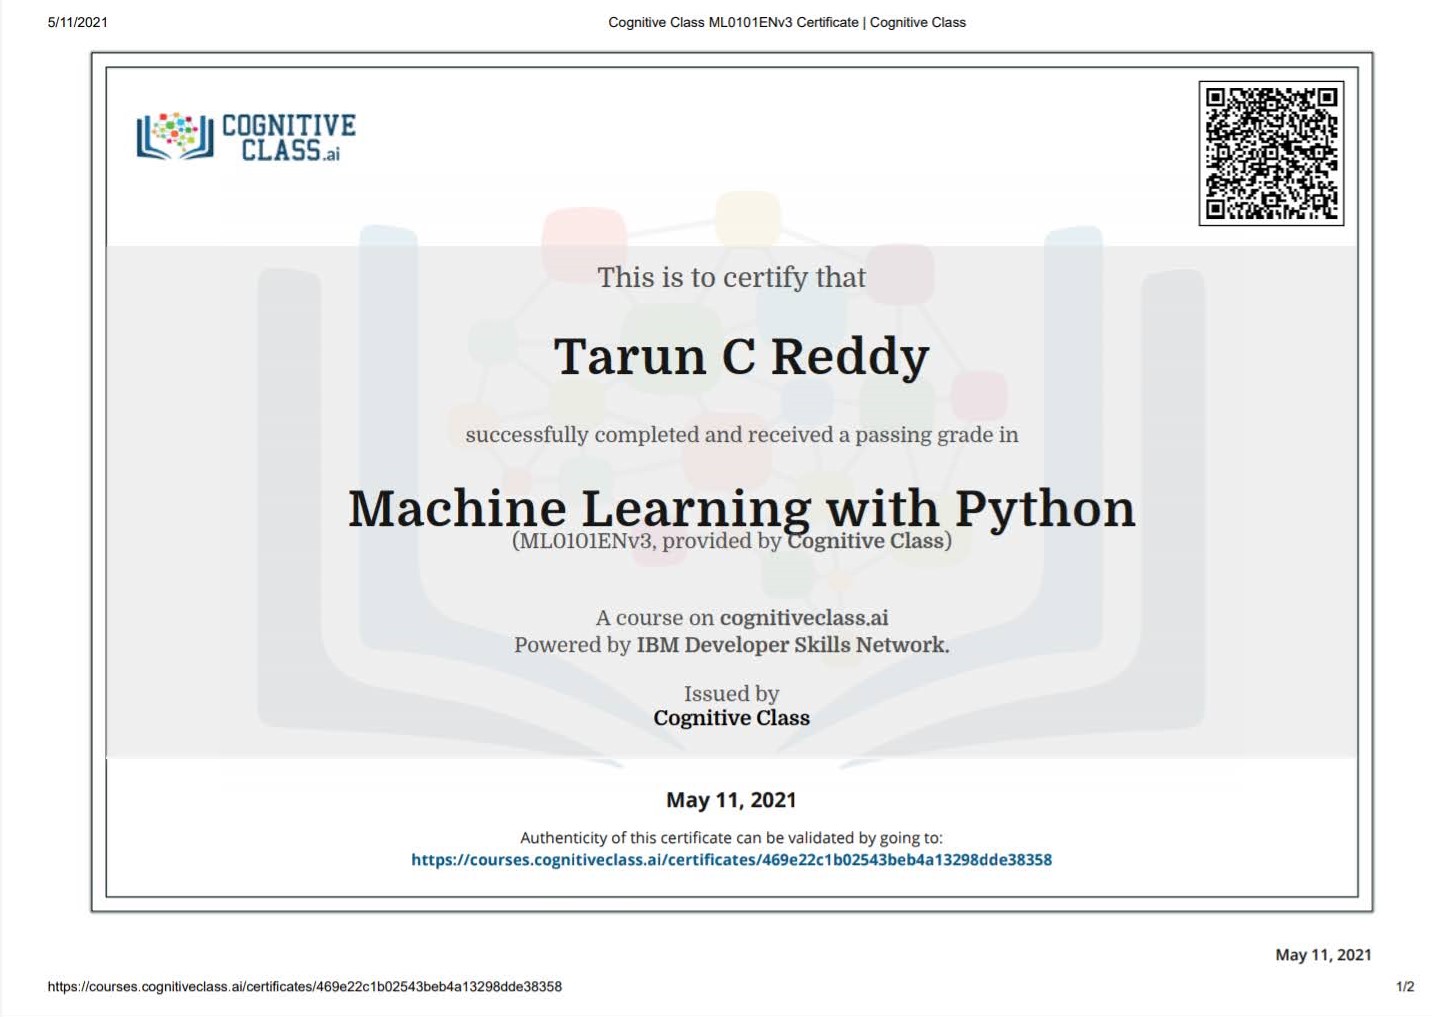 5/11/2021
Cognitive Class ML0101ENv3 Certificate | Cognitive Class
COGNITIVE
CLASS.ai
This is to certify that
Tarun C Reddy
successfully completed and received a passing grade in
Machine Learning with Python
(ML0101ENv3, provided by Cognitive Class)
A course on cognitiveclass.ai
Powered by IBM Developer Skills Network.
Issued by
Cognitive Class
May 11, 2021
Authenticity of this certificate can be validated by going to:
https://courses.cognitiveclass.ai/certificates/469e22c1b02543beb4a13298dde38358
May 11, 2021
https://courses.cognitiveclass.ai/certificates/469e22c1b02543beb4a13298dde38358
1/2